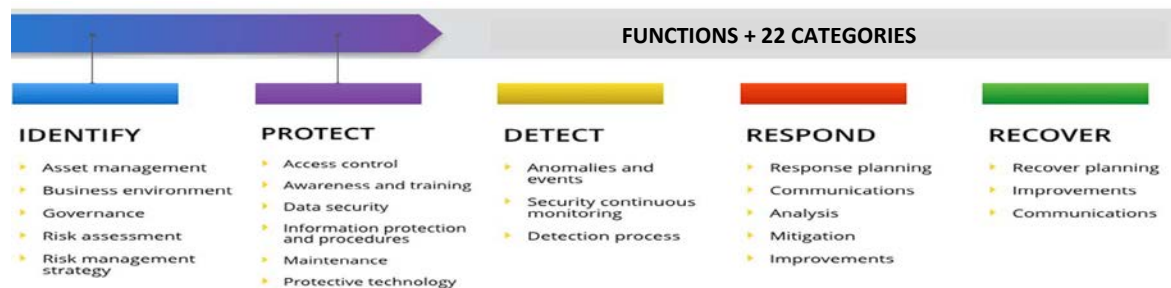 FUNCTIONS + 22 CATEGORIES
IDENTIFY
Asset management
Business environment
Governance
Risk assessment
Risk management
strategy
PROTECT
Access control
Awareness and training
Data security
Information protection
and procedures
Maintenance
Protective technology
DETECT
Anomalies and
events
Security continuous
monitoring
Detection process
RESPOND
Response planning
Communications
Analysis
Mitigation
Improvements
RECOVER
Recover planning
Improvements
Communications